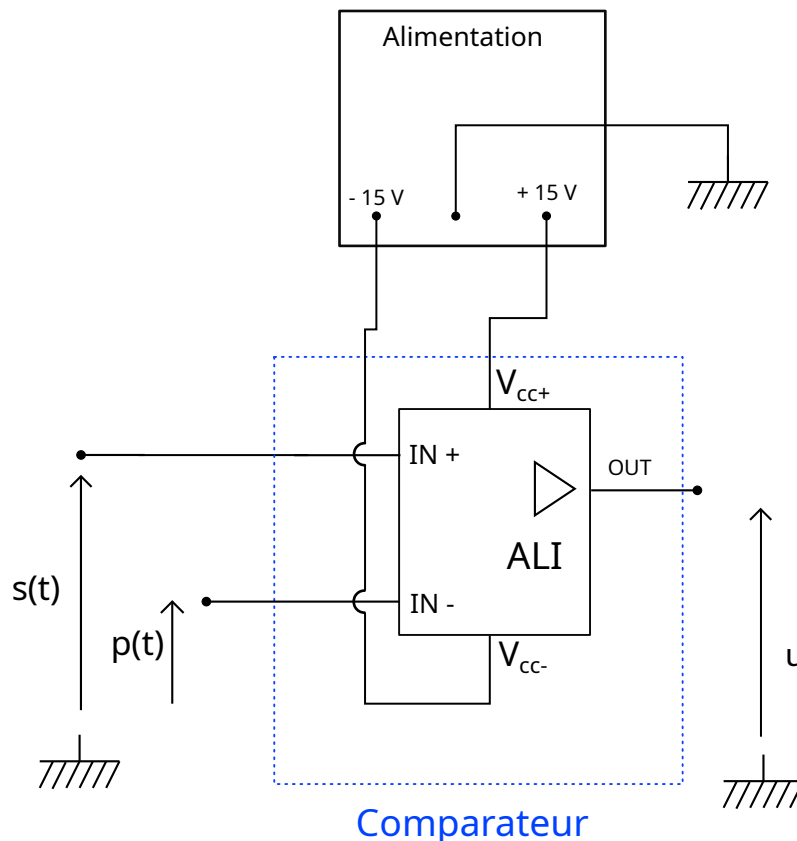 Alimentation
- 15 V
+ 15 V
Vcc+
IN +
OUT
ALI
s(t)
IN -
p(t)
Vcc-
u
Comparateur